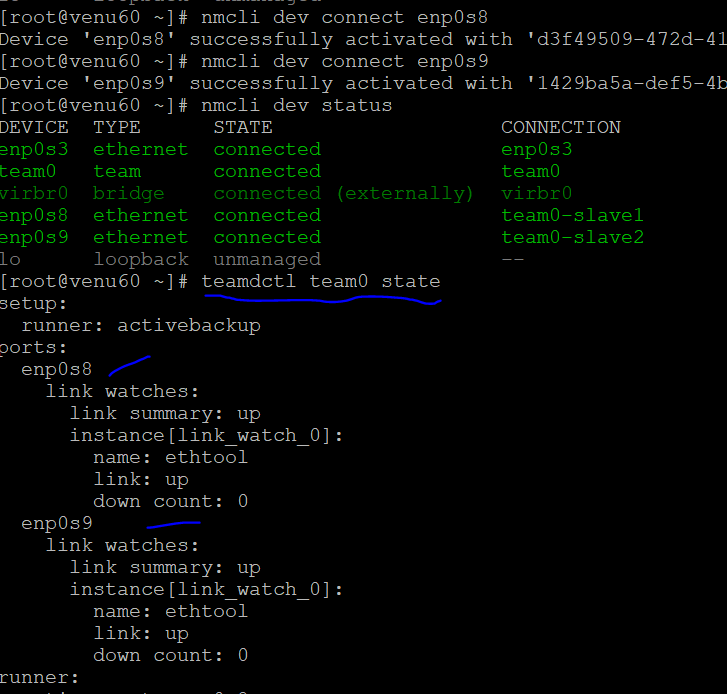 [root@venu60 ~]# nmcli dev connect enp0s8
Device 'enp0s8' successfully activated with 'd3f49509-472d-41
[root@venu60 ~]# nmcli dev connect enp0s9
Device 'enp0s9' successfully activated with '1429ba5a-def5-4b
[root@venu60 ~]# nmcli dev status
DEVICE  TYPE      STATE                   CONNECTION
enp0s3  ethernet  connected               enp0s3
team0   team      connected               team0
virbr0  bridge    connected (externally)  virbr0
enp0s8  ethernet  connected               team0-slave1
enp0s9  ethernet  connected               team0-slave2
lo      loopback  unmanaged               --
[root@venu60 ~]# teamdctl team0 state
setup:
  runner: activebackup
ports:
  enp0s8
    link watches:
      link summary: up
      instance[link_watch_0]:
        name: ethtool
        link: up
        down count: 0
  enp0s9
    link watches:
      link summary: up
      instance[link_watch_0]:
        name: ethtool
        link: up
        down count: 0
runner: